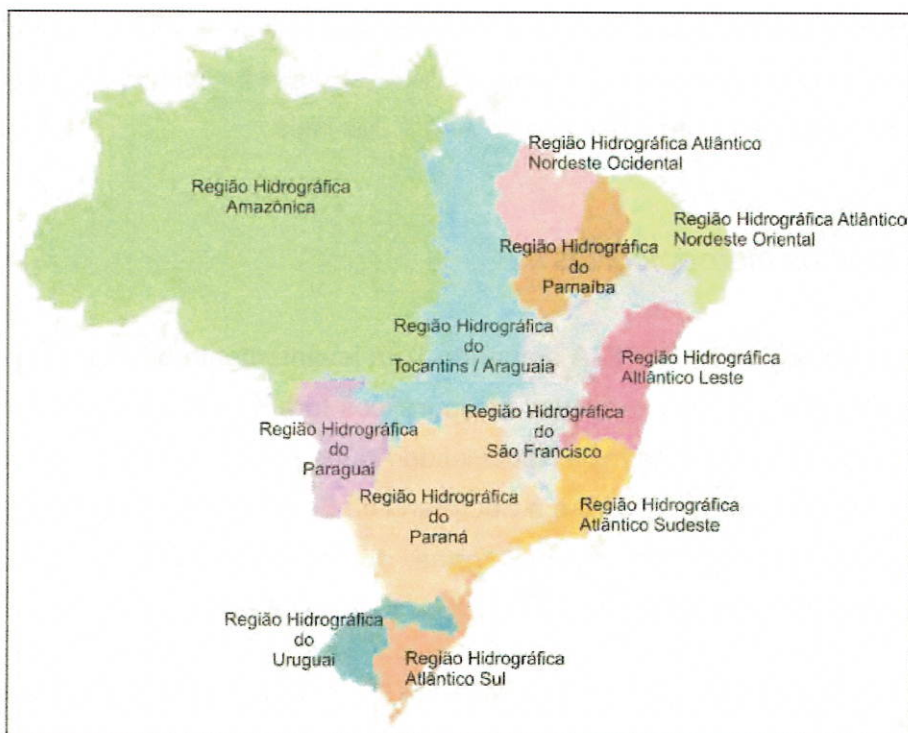 Região Hidrográfica Atlântico
Nordeste Ocidental
Região Hidrográfica
Amazônica
Região Hidrográfica Atlântico
Nordeste Oriental
Região Hidrográfica
do
Parnaíba
Região Hidrográfica
do
Tocantins / Araguaia
Região Hidrográfica
Altlântico Leste
Região Hidrográfica
do
São Francisco
Região Hidrográfica
do
Paraguai
Região Hidrográfica
do
Paraná
Região Hidrográfica
Atlântico Sudeste
Região Hidrográfica
do
Uruguai
Região Hidrográfica
Atlântico Sul